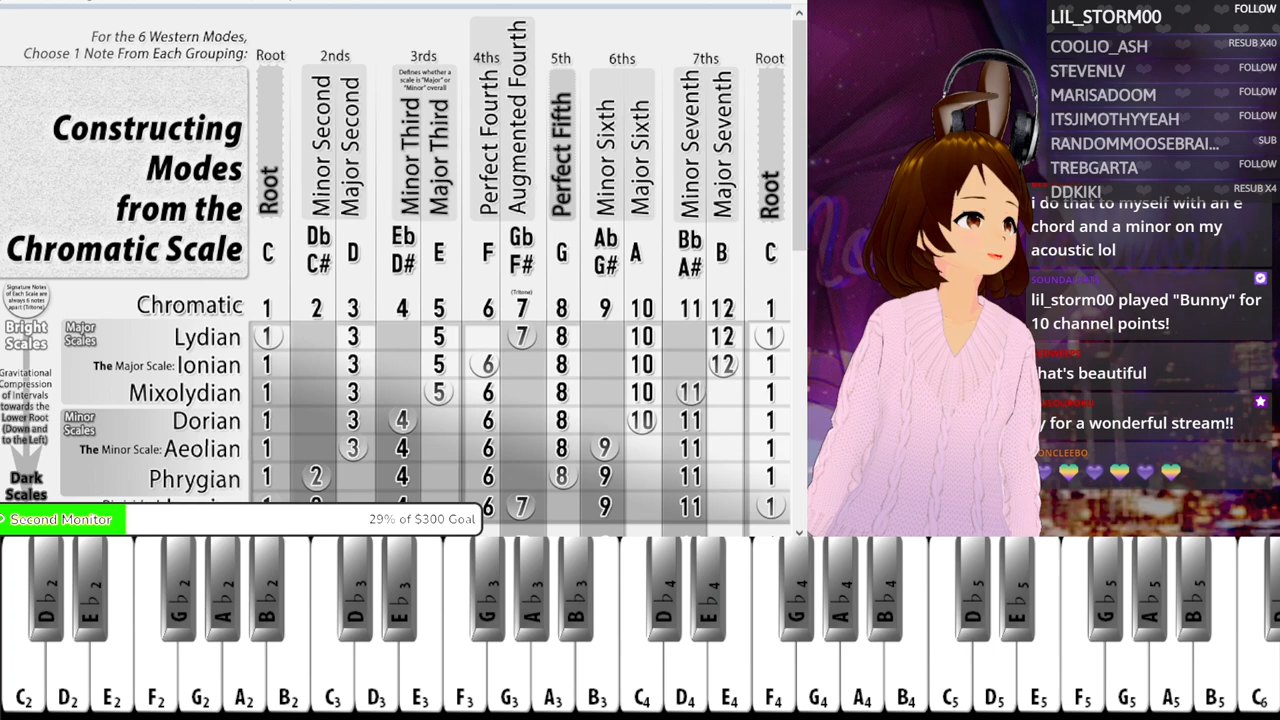 For the 6 Western Modes,
Choose 1 Note From Each Grouping:
Root 2nds 3rds 4ths 5th 6ths 7ths Root
Defines whether a
scale is "Major" or
"Minor" overall
Root
Minor Second
Major Second
Minor Third
Major Third
Perfect Fourth
Augmented Fourth
Perfect Fifth
Minor Sixth
Major Sixth
Minor Seventh
Major Seventh
Root
Constructing
Modes
from the
Chromatic Scale
C Db C# D Eb D# E F Gb F# G Ab G# A Bb A# B C
(Tritone)
Signature Notes
of Each Scale are
always 6 notes
apart (Tritone)
Chromatic 1 2 3 4 5 6 7 8 9 10 11 12 1
Bright
Scales
Major
Scales
Lydian 1 3 5 7 8 10 12 1
The Major Scale: Ionian 1 3 5 6 8 10 12 1
Mixolydian 1 3 5 6 8 10 11 1
Gravitational
Compression
of Intervals
towards the
Lower Root
(Down and
to the Left)
Minor
Scales
Dorian 1 3 4 6 8 10 11 1
The Minor Scale: Aeolian 1 3 4 6 8 9 11 1
Phrygian 1 2 4 6 8 9 11 1
Dark
Scales
6 7 9 11 1
Second Monitor
29% of $300 Goal
LIL_STORM00 FOLLOW
COOLIO_ASH RESUB X40
STEVENLV FOLLOW
MARISADOOM FOLLOW
ITSJIMOTHYYEAH FOLLOW
RANDOMMOOSEBRAI... SUB
TREBGARTA FOLLOW
DDKIKI RESUB X4
i do that to myself with an e
chord and a minor on my
acoustic lol
lil_storm00 played "Bunny" for
10 channel points!
that's beautiful
y for a wonderful stream!!
ONCLEEBO
D♭2 E♭2 G♭2 A♭2 B♭2 D♭3 E♭3 G♭3 A♭3 B♭3 D♭4 E♭4 G♭4 A♭4 B♭4 D♭5 E♭5 G♭5 A♭5 B♭5
C2 D2 E2 F2 G2 A2 B2 C3 D3 E3 F3 G3 A3 B3 C4 D4 E4 F4 G4 A4 B4 C5 D5 E5 F5 G5 A5 B5 C6